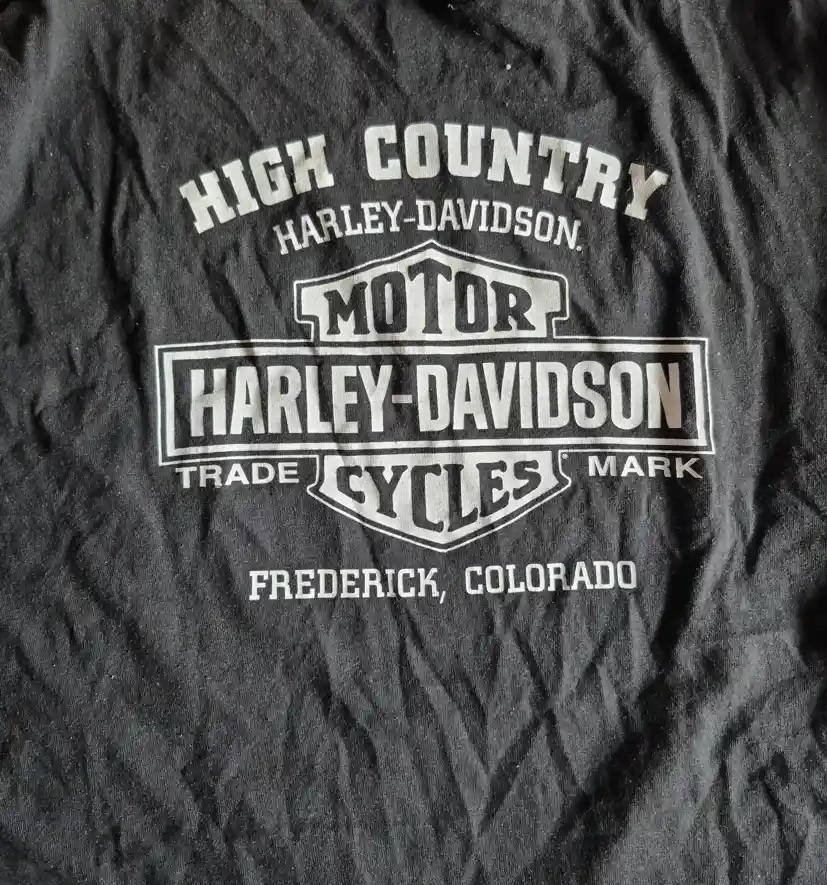 HIGH COUNTRY
HARLEY-DAVIDSON.
MOTOR
HARLEY-DAVIDSON
TRADE CYCLES® MARK
FREDERICK, COLORADO